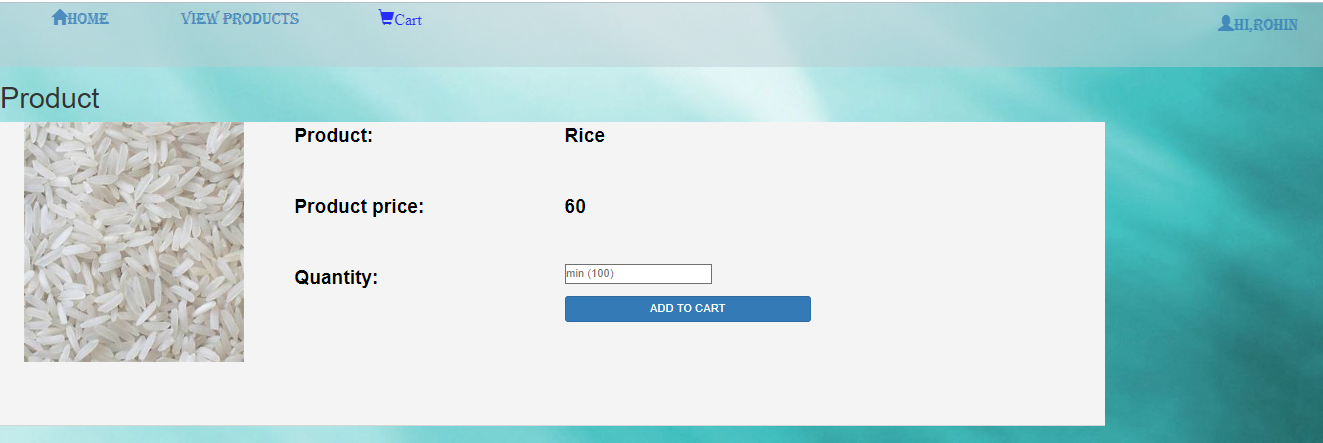 HOME VIEW PRODUCTS Cart HI,ROHIN
Product
Product: Rice
Product price: 60
Quantity: min (100)
ADD TO CART